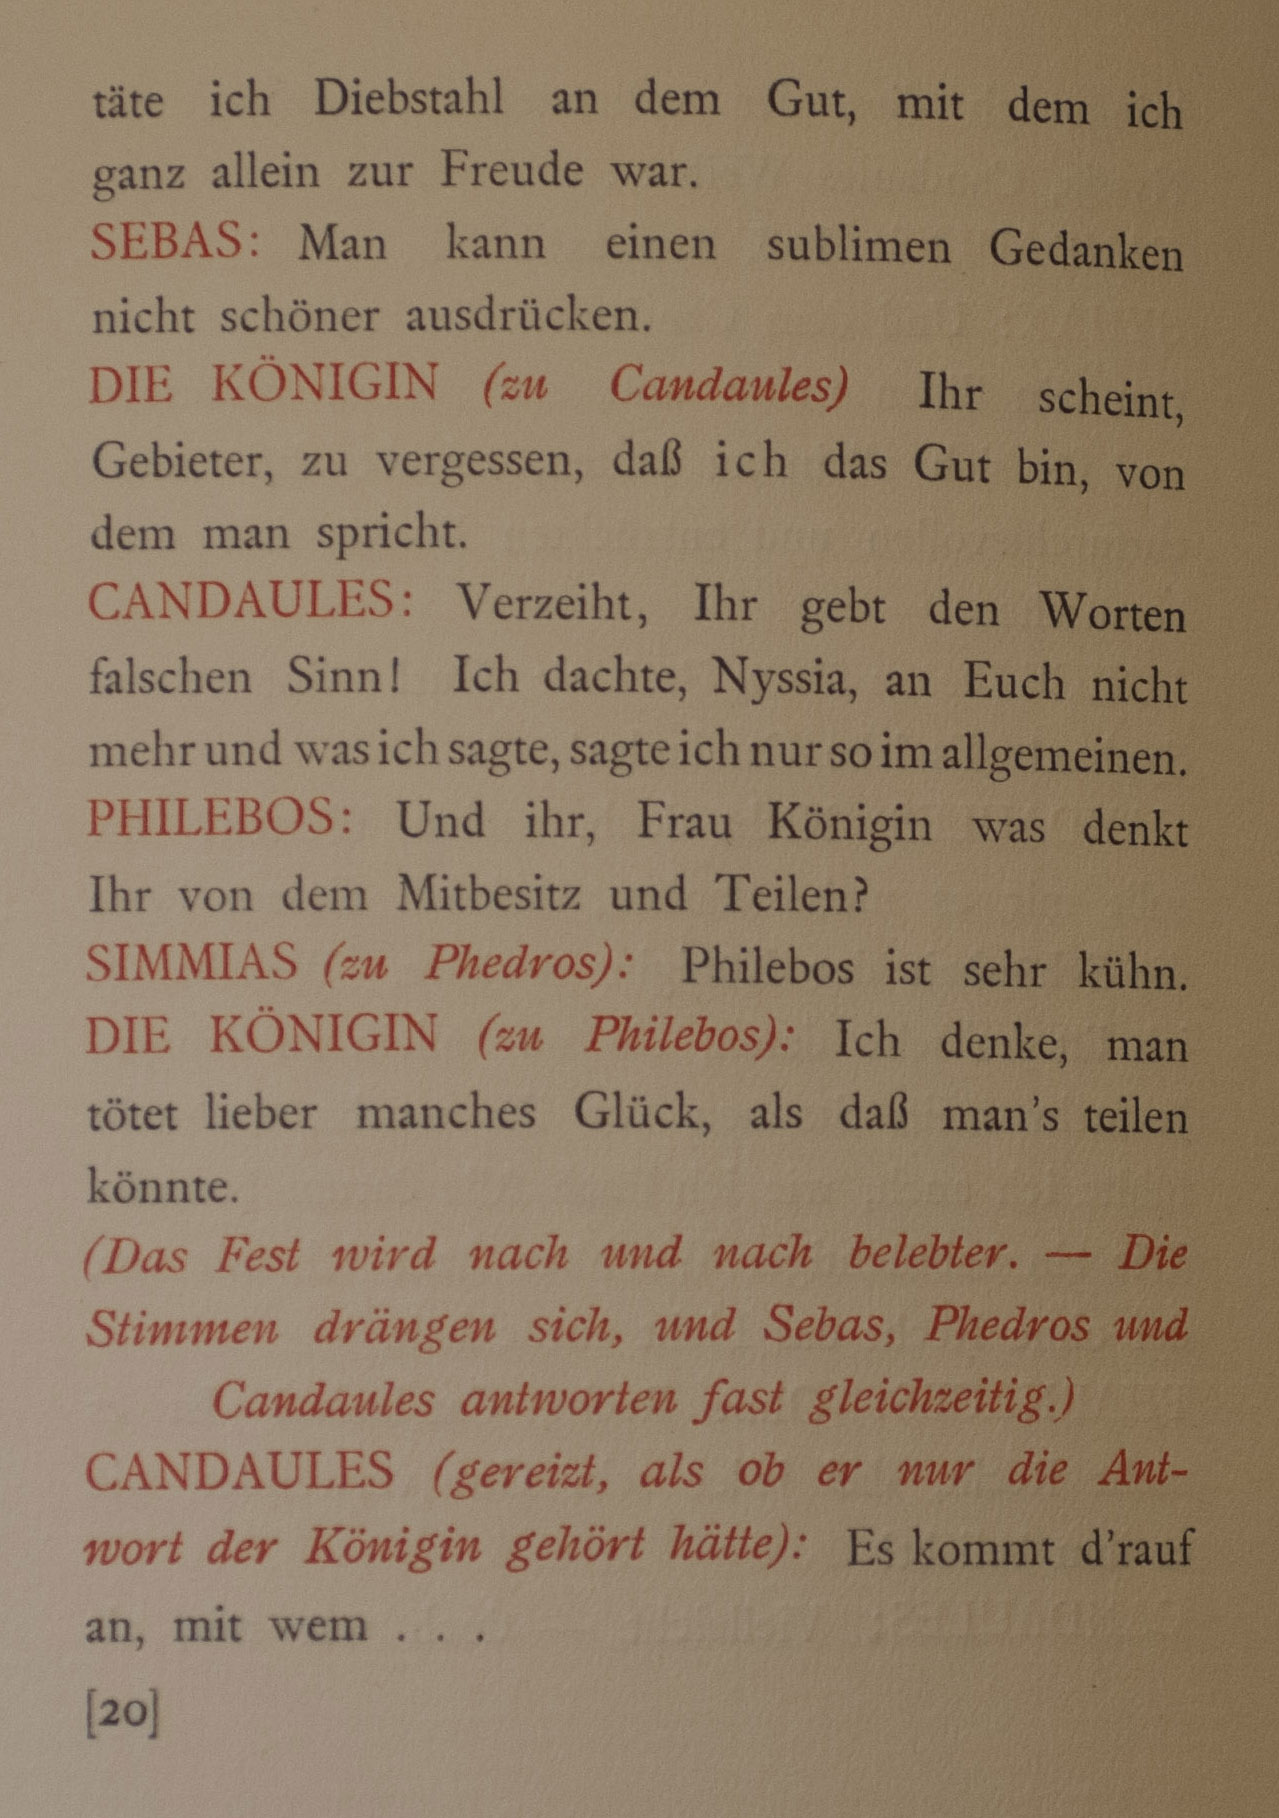 täte ich Diebstahl an dem Gut, mit dem ich
ganz allein zur Freude war.
SEBAS: Man kann einen sublimen Gedanken
nicht schöner ausdrücken.
DIE KÖNIGIN (zu Candaules) Ihr scheint,
Gebieter, zu vergessen, daß ich das Gut bin, von
dem man spricht.
CANDAULES: Verzeiht, Ihr gebt den Worten
falschen Sinn! Ich dachte, Nyssia, an Euch nicht
mehr und was ich sagte, sagte ich nur so im allgemeinen.
PHILEBOS: Und ihr, Frau Königin was denkt
Ihr von dem Mitbesitz und Teilen?
SIMMIAS (zu Phedros): Philebos ist sehr kühn.
DIE KÖNIGIN (zu Philebos): Ich denke, man
tötet lieber manches Glück, als daß man's teilen
könnte.
(Das Fest wird nach und nach belebter. — Die
Stimmen drängen sich, und Sebas, Phedros und
Candaules antworten fast gleichzeitig.)
CANDAULES (gereizt, als ob er nur die Ant-
wort der Königin gehört hätte): Es kommt d'rauf
an, mit wem . . .
[20]